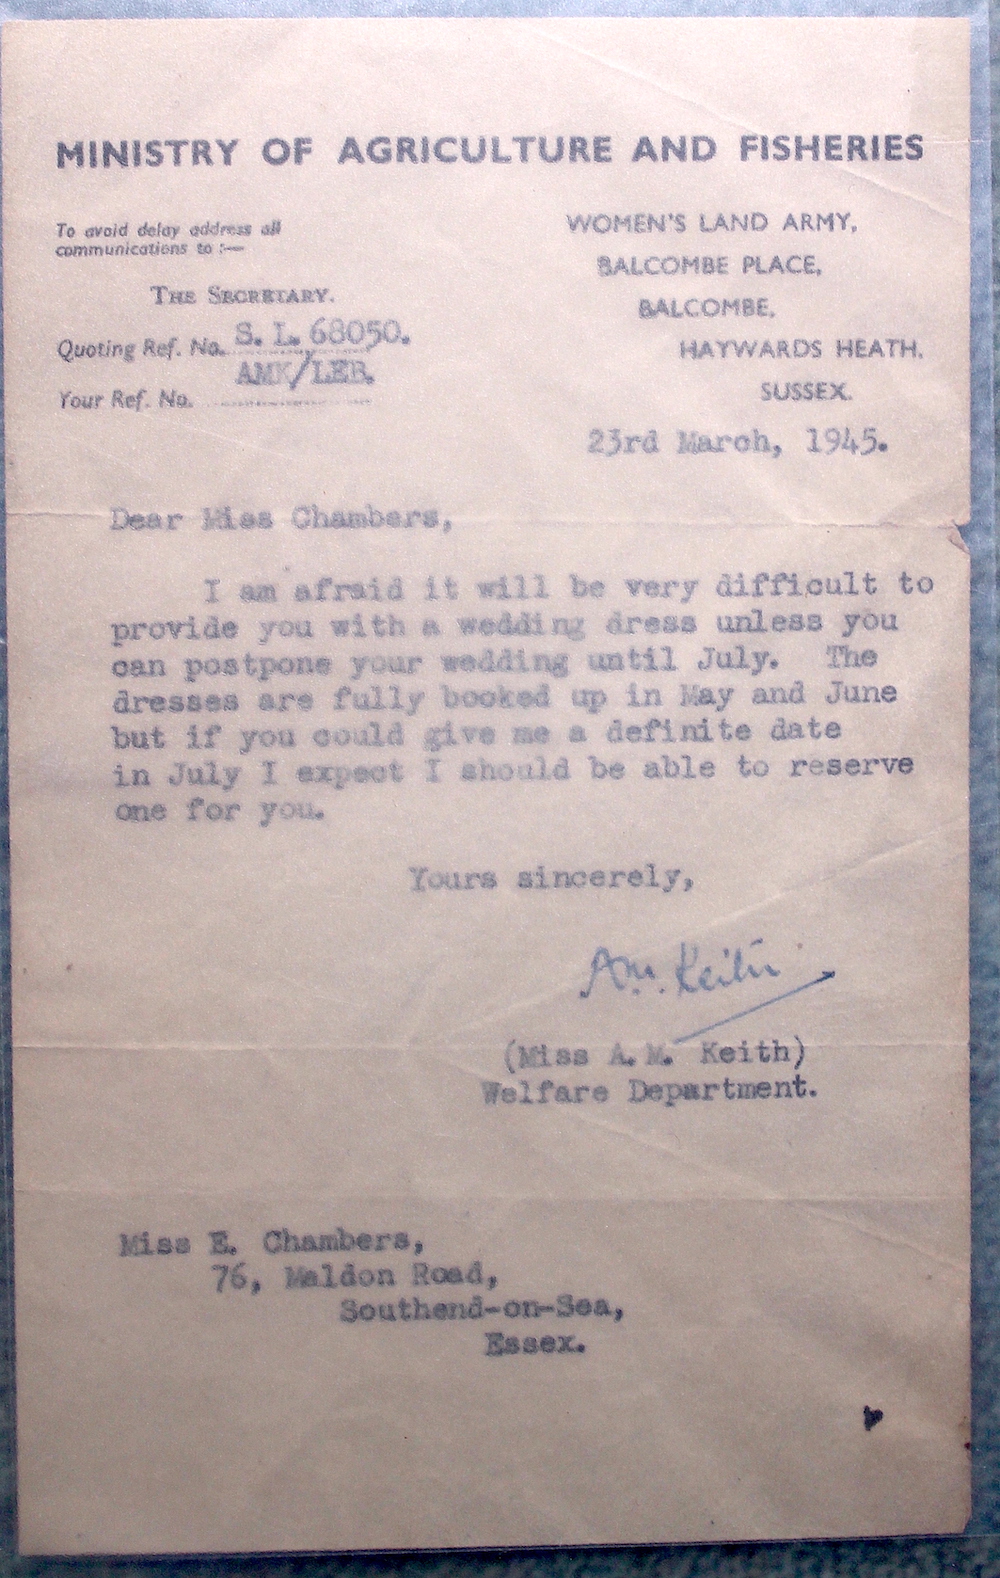 MINISTRY OF AGRICULTURE AND FISHERIES
To avoid delay address all
communications to :—
THE SECRETARY.
Quoting Ref. No. S. L. 68050.
AMK/LEB.
Your Ref. No.
WOMEN'S LAND ARMY,
BALCOMBE PLACE,
BALCOMBE,
HAYWARDS HEATH,
SUSSEX.
23rd March, 1945.
Dear Miss Chambers,
I am afraid it will be very difficult to
provide you with a wedding dress unless you
can postpone your wedding until July. The
dresses are fully booked up in May and June
but if you could give me a definite date
in July I expect I should be able to reserve
one for you.
Yours sincerely,
A.M. Keith
(Miss A. M. Keith)
Welfare Department.
Miss E. Chambers,
76, Maldon Road,
Southend-on-Sea,
Essex.